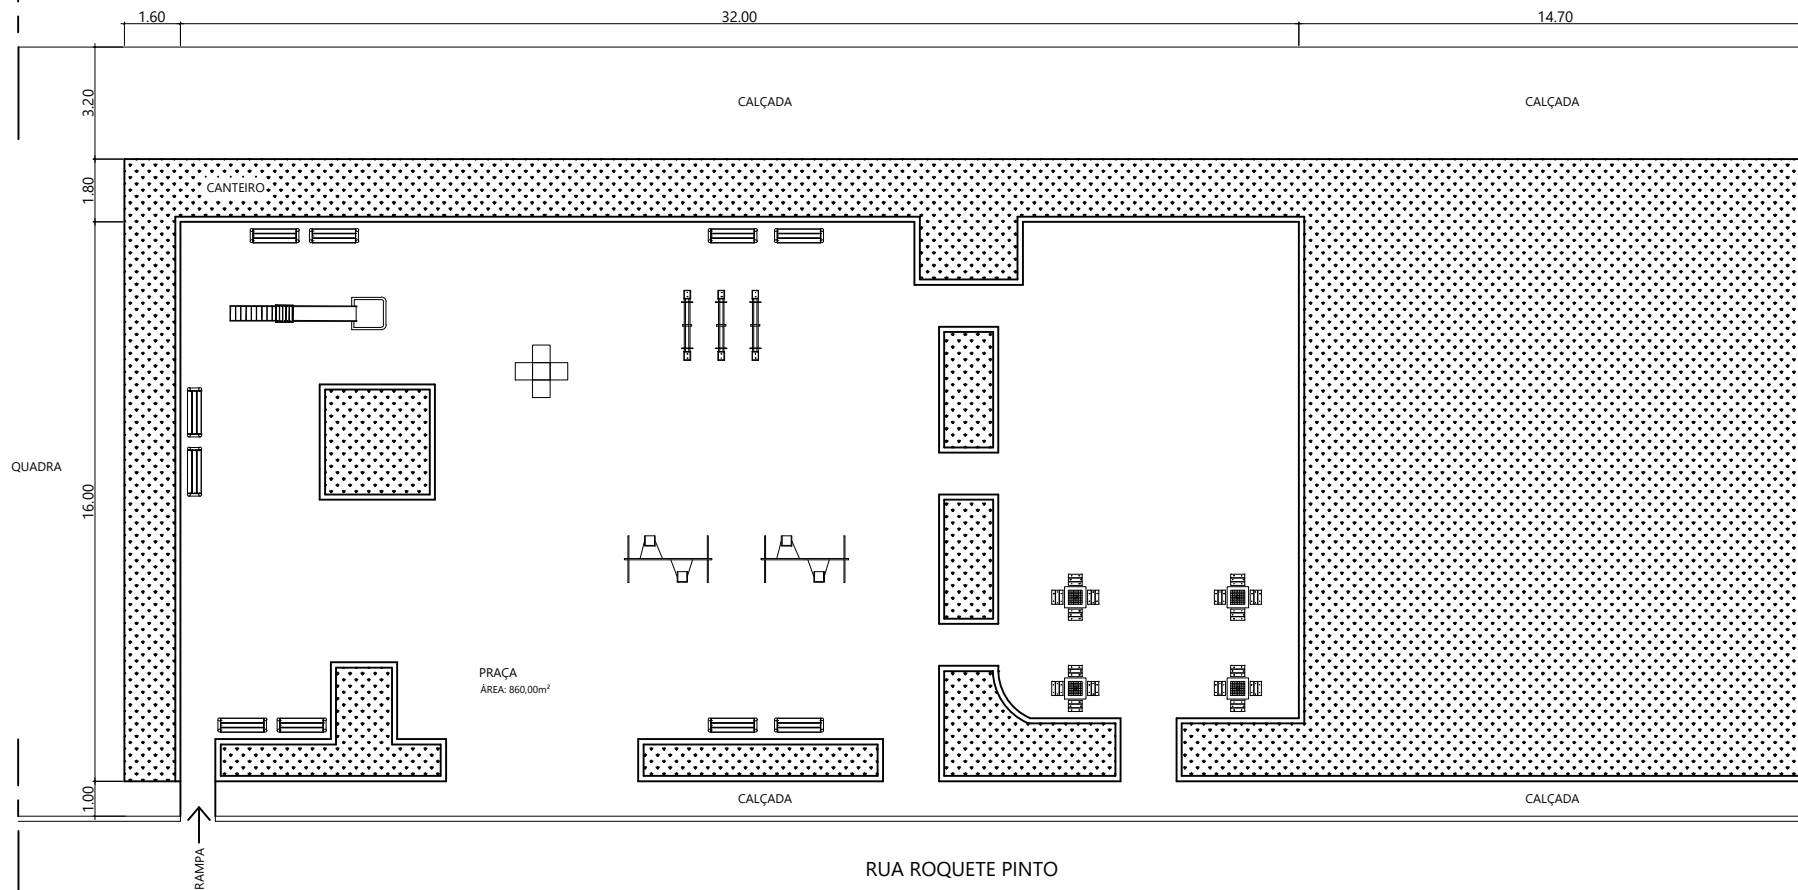 1.60
32.00
14.70
3.20
CALÇADA
CALÇADA
1.80
CANTEIRO
QUADRA
16.00
PRAÇA
ÁREA: 860,00m²
1.00
CALÇADA
CALÇADA
RAMPA
RUA ROQUETE PINTO